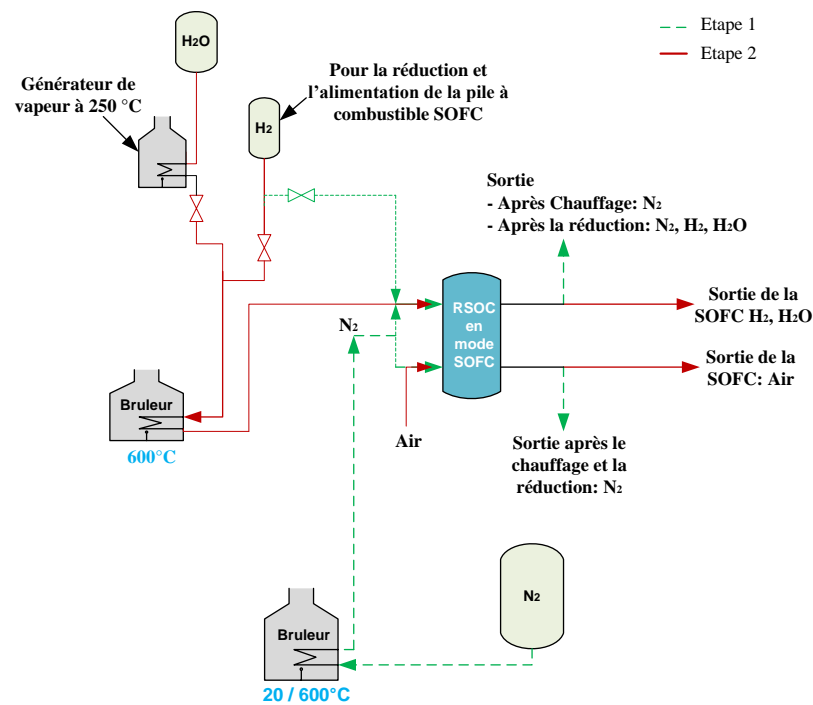 Etape 1
Etape 2
H2O
Générateur de
vapeur à 250 °C
H2
Pour la réduction et
l'alimentation de la pile à
combustible SOFC
Sortie
- Après Chauffage: N2
- Après la réduction: N2, H2, H2O
RSOC
en
mode
SOFC
Sortie de la
SOFC H2, H2O
N2
Sortie de la
SOFC: Air
Bruleur
600°C
Air
Sortie après le
chauffage et la
réduction: N2
N2
Bruleur
20 / 600°C